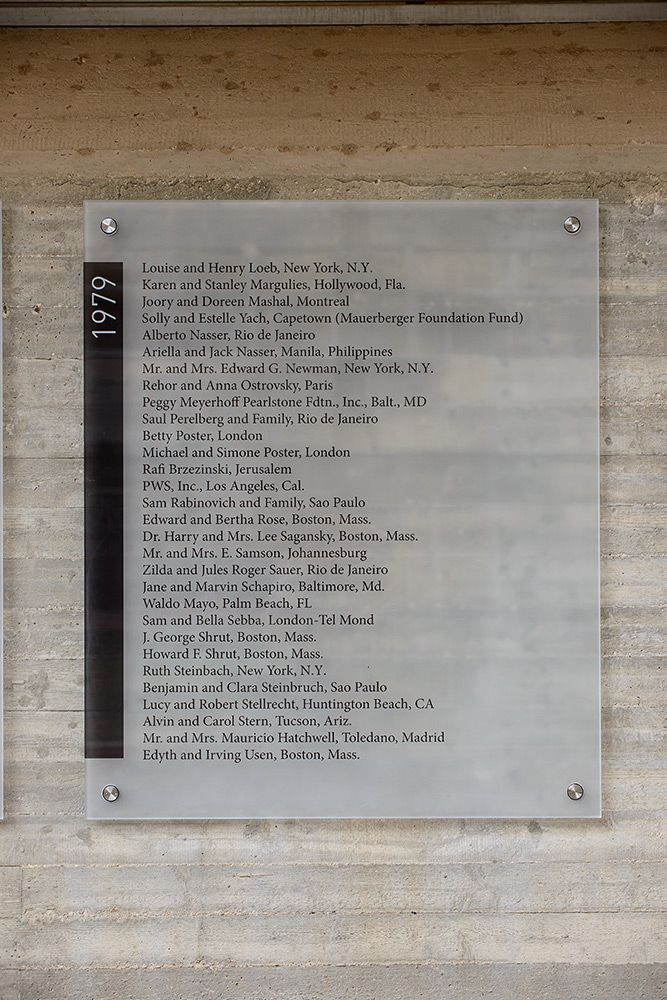 1979
Louise and Henry Loeb, New York, N.Y.
Karen and Stanley Margulies, Hollywood, Fla.
Joory and Doreen Mashal, Montreal
Solly and Estelle Yach, Capetown (Mauerberger Foundation Fund)
Alberto Nasser, Rio de Janeiro
Ariella and Jack Nasser, Manila, Philippines
Mr. and Mrs. Edward G. Newman, New York, N.Y.
Rehor and Anna Ostrovsky, Paris
Peggy Meyerhoff Pearlstone Fdtn., Inc., Balt., MD
Saul Perelberg and Family, Rio de Janeiro
Betty Poster, London
Michael and Simone Poster, London
Rafi Brzezinski, Jerusalem
PWS, Inc., Los Angeles, Cal.
Sam Rabinovich and Family, Sao Paulo
Edward and Bertha Rose, Boston, Mass.
Dr. Harry and Mrs. Lee Sagansky, Boston, Mass.
Mr. and Mrs. E. Samson, Johannesburg
Zilda and Jules Roger Sauer, Rio de Janeiro
Jane and Marvin Schapiro, Baltimore, Md.
Waldo Mayo, Palm Beach, FL
Sam and Bella Sebba, London-Tel Mond
J. George Shrut, Boston, Mass.
Howard F. Shrut, Boston, Mass.
Ruth Steinbach, New York, N.Y.
Benjamin and Clara Steinbruch, Sao Paulo
Lucy and Robert Stellrecht, Huntington Beach, CA
Alvin and Carol Stern, Tucson, Ariz.
Mr. and Mrs. Mauricio Hatchwell, Toledano, Madrid
Edyth and Irving Usen, Boston, Mass.